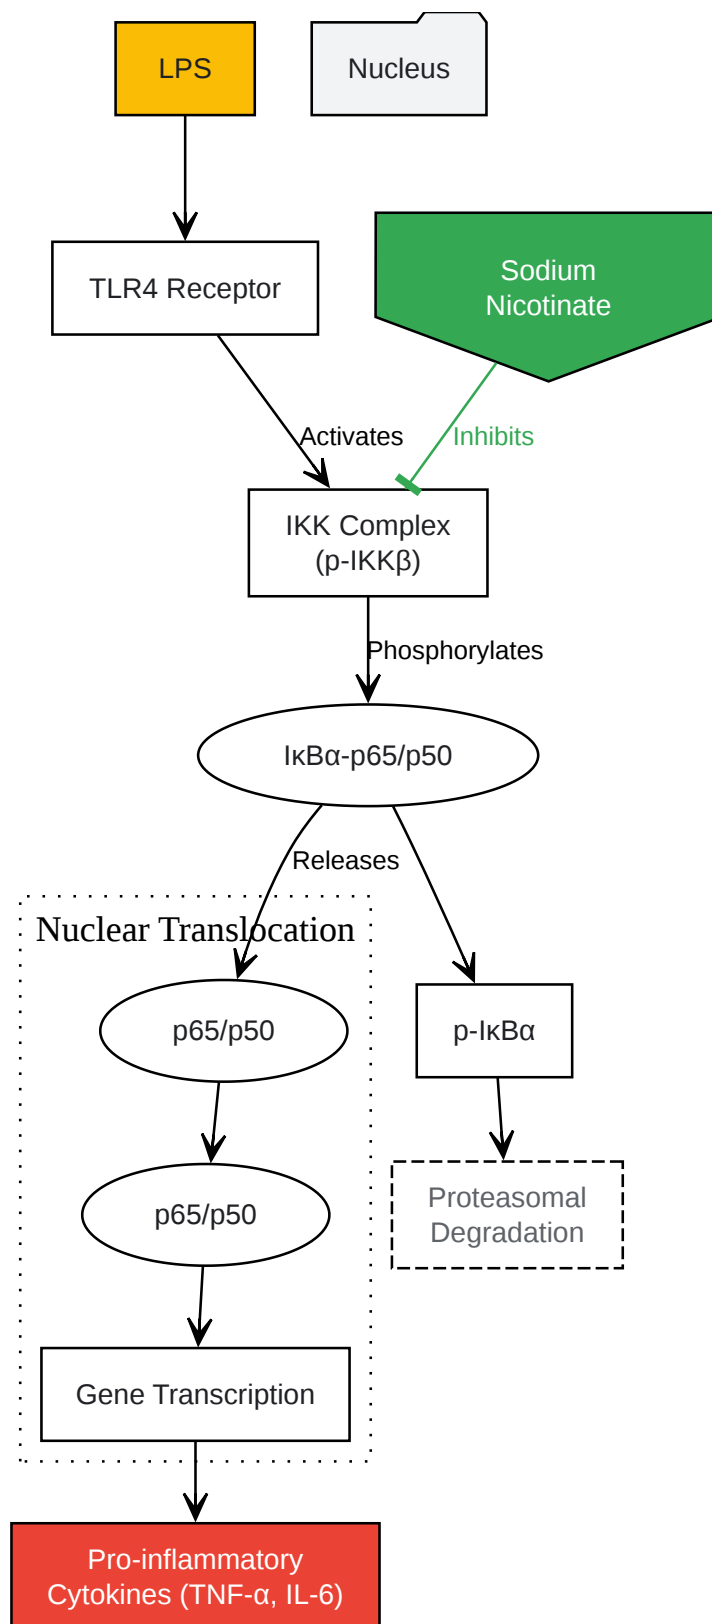 LPS
Nucleus
TLR4 Receptor
Sodium
Nicotinate
Activates
Inhibits
IKK Complex
(p-IKKβ)
Phosphorylates
IκBα-p65/p50
Releases
Nuclear Translocation
p65/p50
p-IκBα
p65/p50
Proteasomal
Degradation
Gene Transcription
Pro-inflammatory
Cytokines (TNF-α, IL-6)